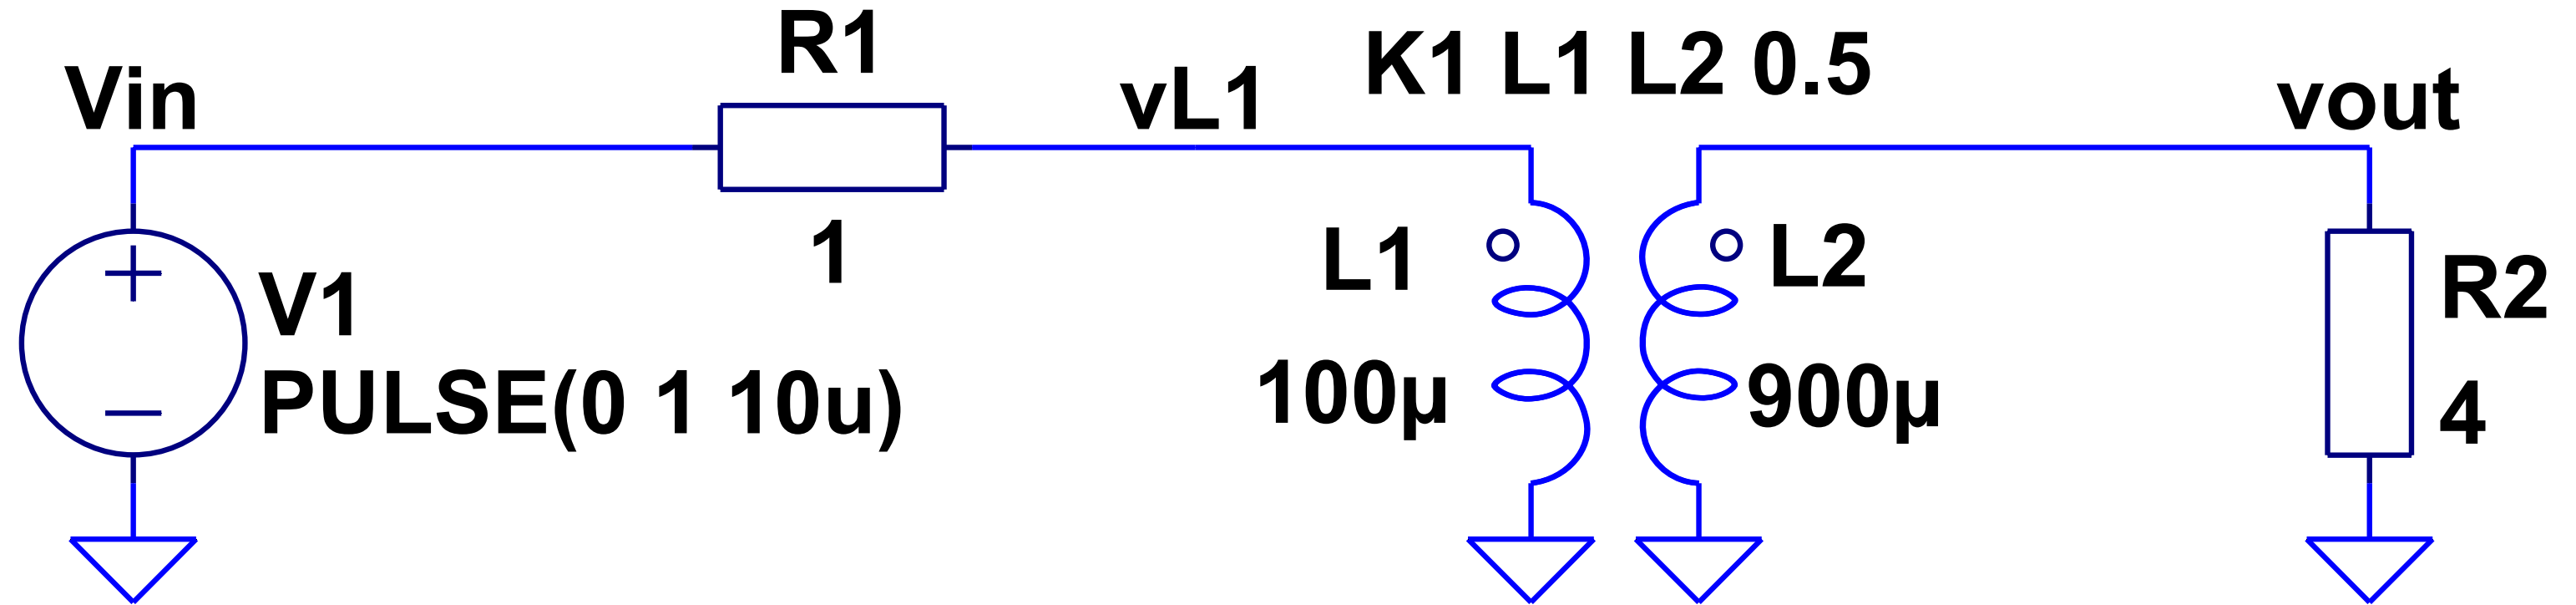 R1
K1 L1 L2 0.5
Vin
vL1
vout
1
L1
L2
V1
R2
PULSE(0 1 10u)
100µ
900µ
4